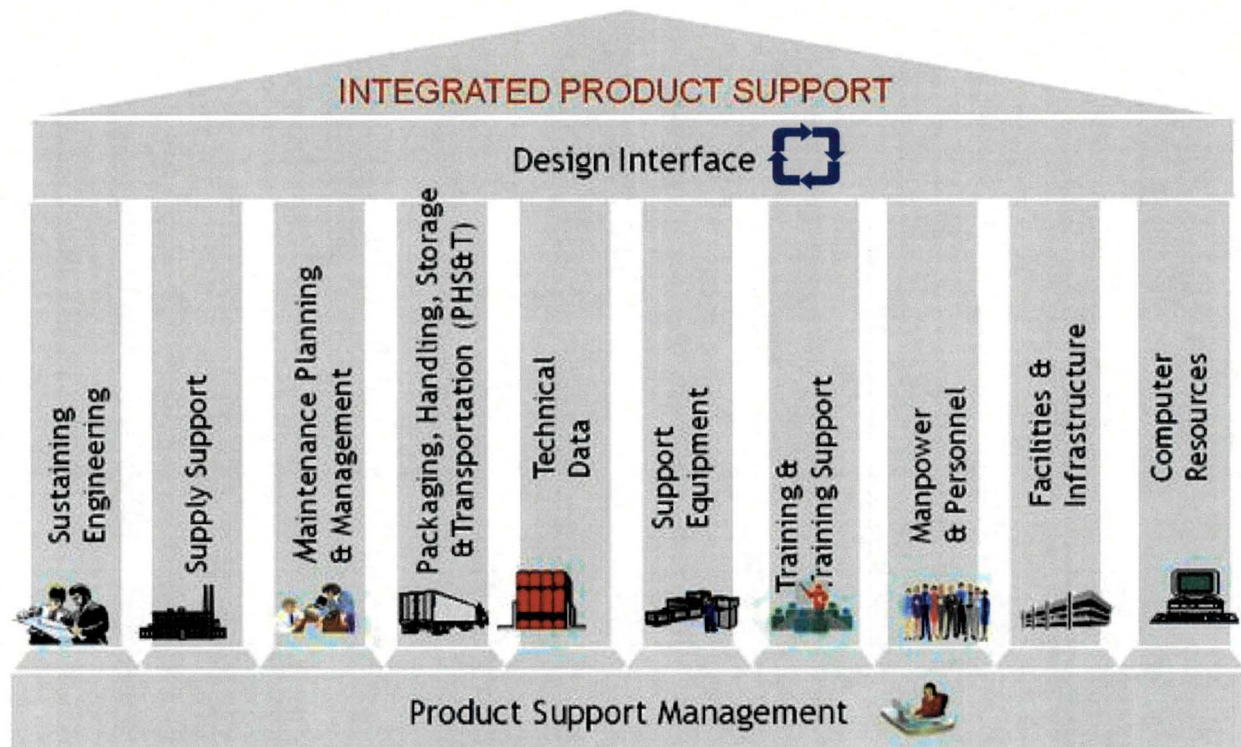 INTEGRATED PRODUCT SUPPORT
Design Interface
Sustaining
Engineering
Supply Support
Maintenance Planning
& Management
Packaging, Handling, Storage
&Transportation (PHS&T)
Technical
Data
Support
Equipment
Training &
Training Support
Manpower
& Personnel
Facilities &
Infrastructure
Computer
Resources
Product Support Management